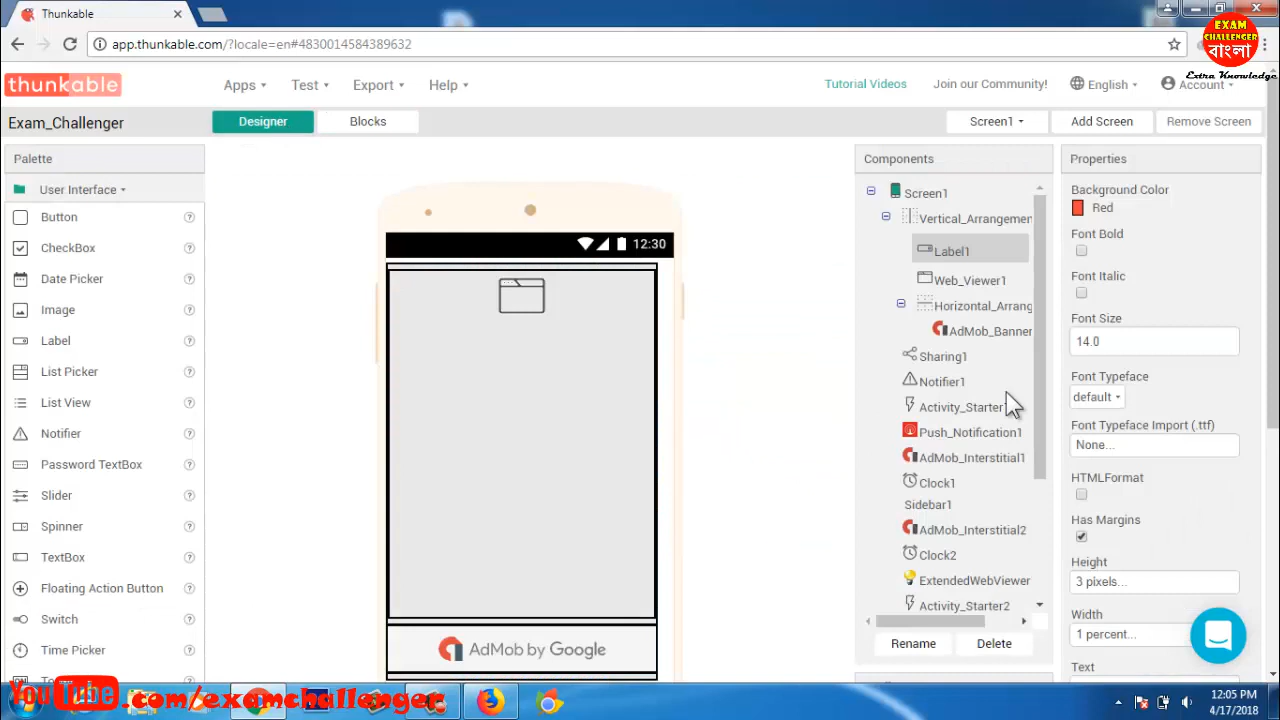 Thunkable
app.thunkable.com/?locale=en#4830014584389632
EXAM
CHALLENGER
বাংলা
Extra Knowledge
thunkable
Apps
Test
Export
Help
Tutorial Videos
Join our Community!
English
Account
Exam_Challenger
Designer
Blocks
Screen1
Add Screen
Remove Screen
Palette
User Interface
Button
CheckBox
Date Picker
Image
Label
List Picker
List View
Notifier
Password TextBox
Slider
Spinner
TextBox
Floating Action Button
Switch
Time Picker
12:30
AdMob by Google
Components
Screen1
Vertical_Arrangemen
Label1
Web_Viewer1
Horizontal_Arrang
AdMob_Banner
Sharing1
Notifier1
Activity_Starter
Push_Notification1
AdMob_Interstitial1
Clock1
Sidebar1
AdMob_Interstitial2
Clock2
ExtendedWebViewer
Activity_Starter2
Rename
Delete
Properties
Background Color
Red
Font Bold
Font Italic
Font Size
14.0
Font Typeface
default
Font Typeface Import (.ttf)
None...
HTMLFormat
Has Margins
Height
3 pixels...
Width
1 percent...
Text
YouTube.com/examchallenger
12:05 PM
4/17/2018